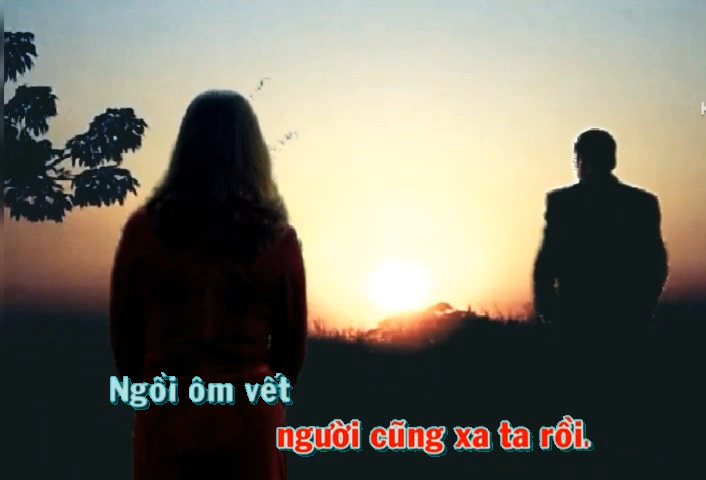 Ngồi ôm vết
người cũng xa ta rồi.